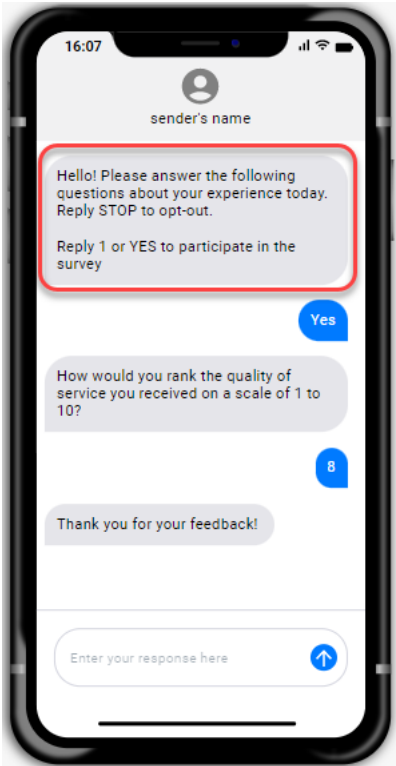 16:07
sender's name
Hello! Please answer the following
questions about your experience today.
Reply STOP to opt-out.
Reply 1 or YES to participate in the
survey
Yes
How would you rank the quality of
service you received on a scale of 1 to
10?
8
Thank you for your feedback!
Enter your response here